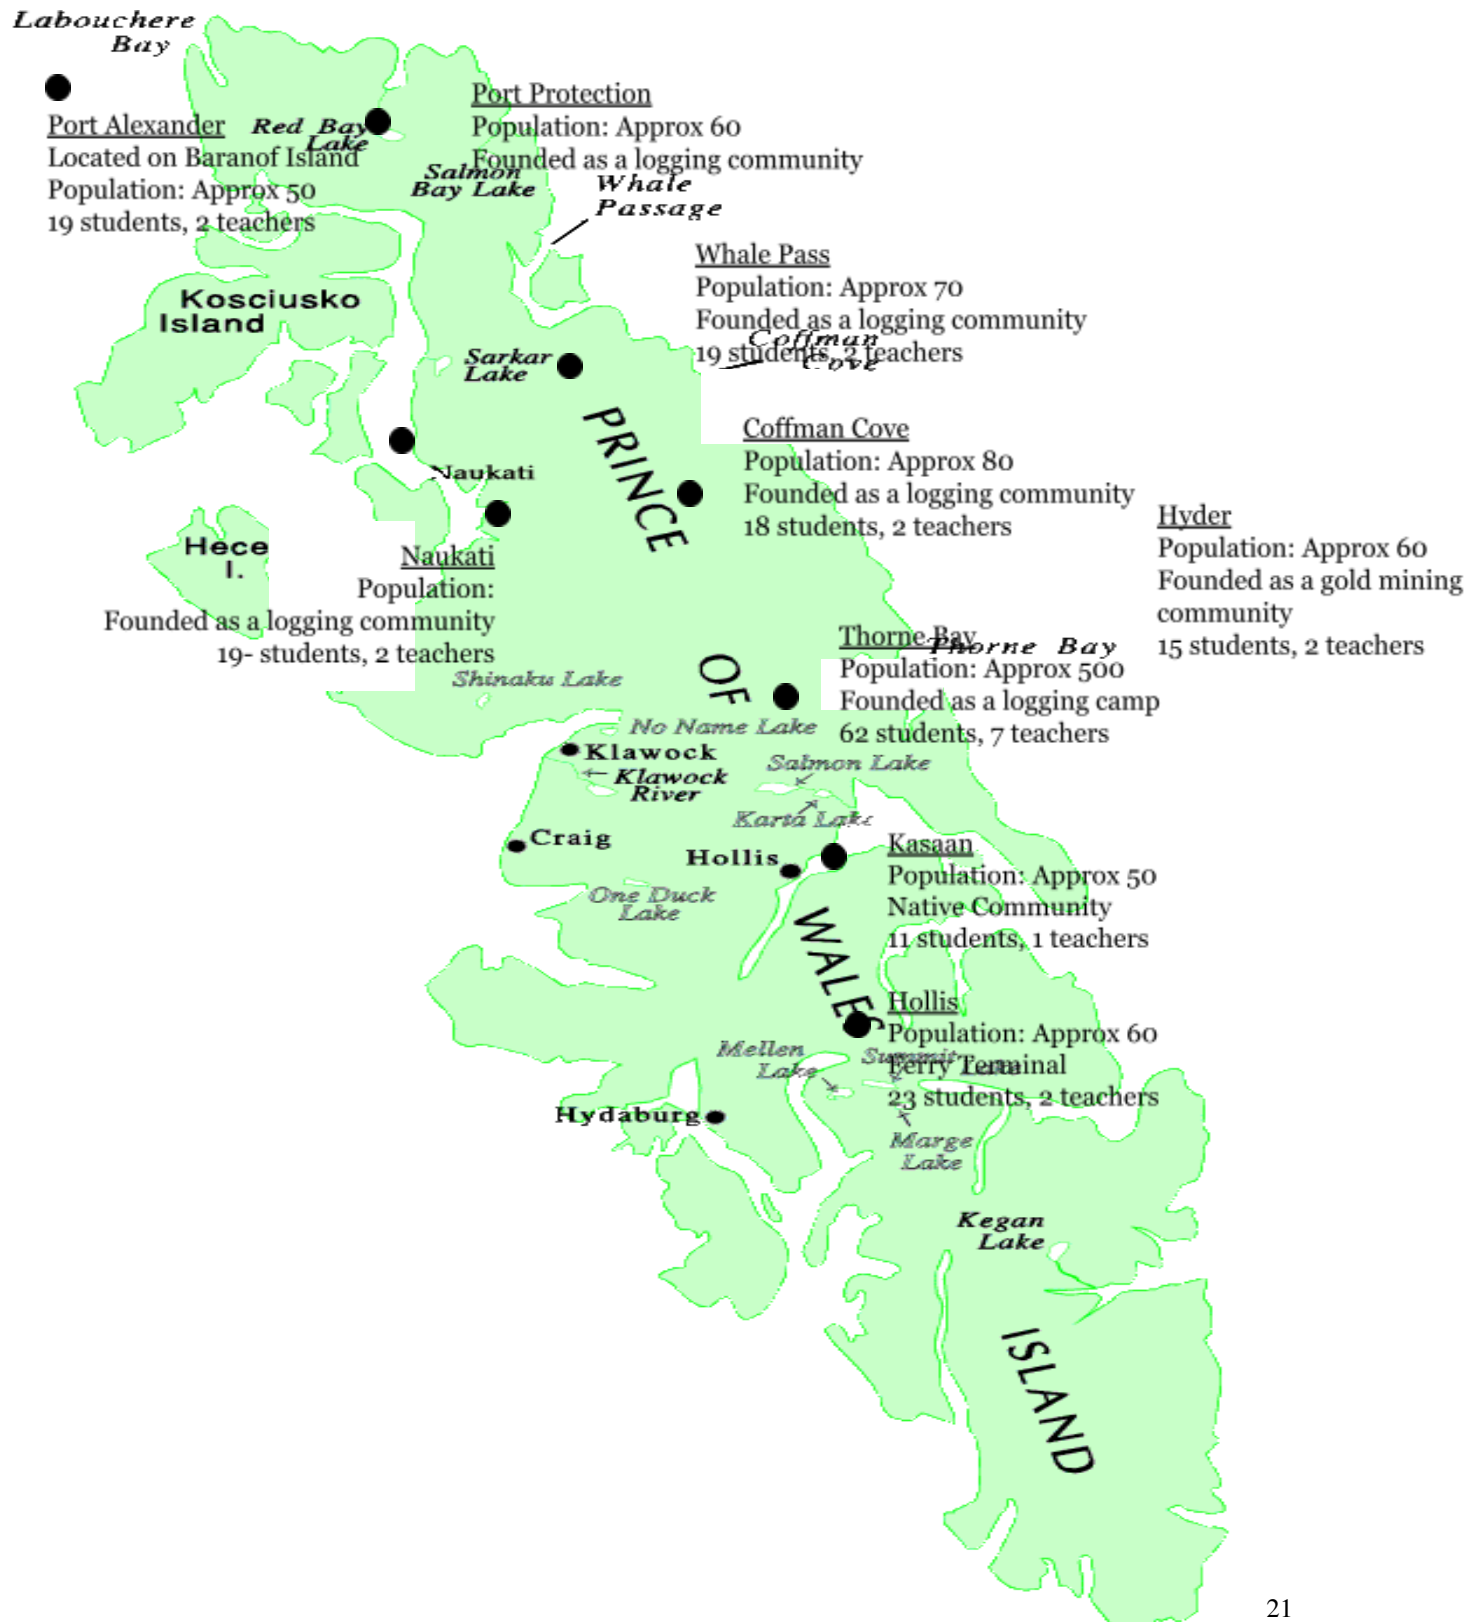 Labouchere
Bay
Port Alexander
Located on Baranof Island
Population: Approx 50
19 students, 2 teachers
Red Bay
Lake
Port Protection
Population: Approx 60
Founded as a logging community
Salmon
Bay Lake
Whale
Passage
Whale Pass
Population: Approx 70
Founded as a logging community
19 students, 2 teachers
Coffman
Cove
Kosciusko
Island
Sarkar
Lake
PRINCE
Coffman Cove
Population: Approx 80
Founded as a logging community
18 students, 2 teachers
Naukati
Hyder
Population: Approx 60
Founded as a gold mining
community
15 students, 2 teachers
Hece
I.
Naukati
Population:
Founded as a logging community
19- students, 2 teachers
Thorne Bay
Population: Approx 500
Founded as a logging camp
62 students, 7 teachers
Thorne Bay
OF
Shinaku Lake
No Name Lake
Klawock
Klawock
River
Salmon Lake
Karta Lake
Craig
Hollis
Kasaan
Population: Approx 50
Native Community
11 students, 1 teachers
One Duck
Lake
WALES
Hollis
Population: Approx 60
Ferry Terminal
23 students, 2 teachers
Mellen
Lake
Summit
Lake
Hydaburg
Marge
Lake
Kegan
Lake
ISLAND
21